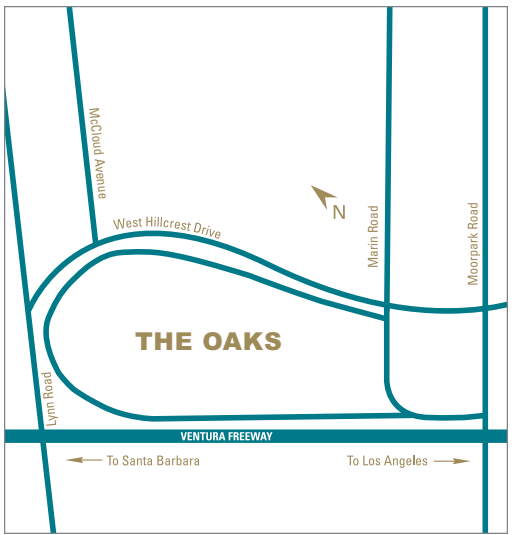 McCloud Avenue
West Hillcrest Drive
N
Marin Road
Moorpark Road
THE OAKS
Lynn Road
VENTURA FREEWAY
To Santa Barbara
To Los Angeles